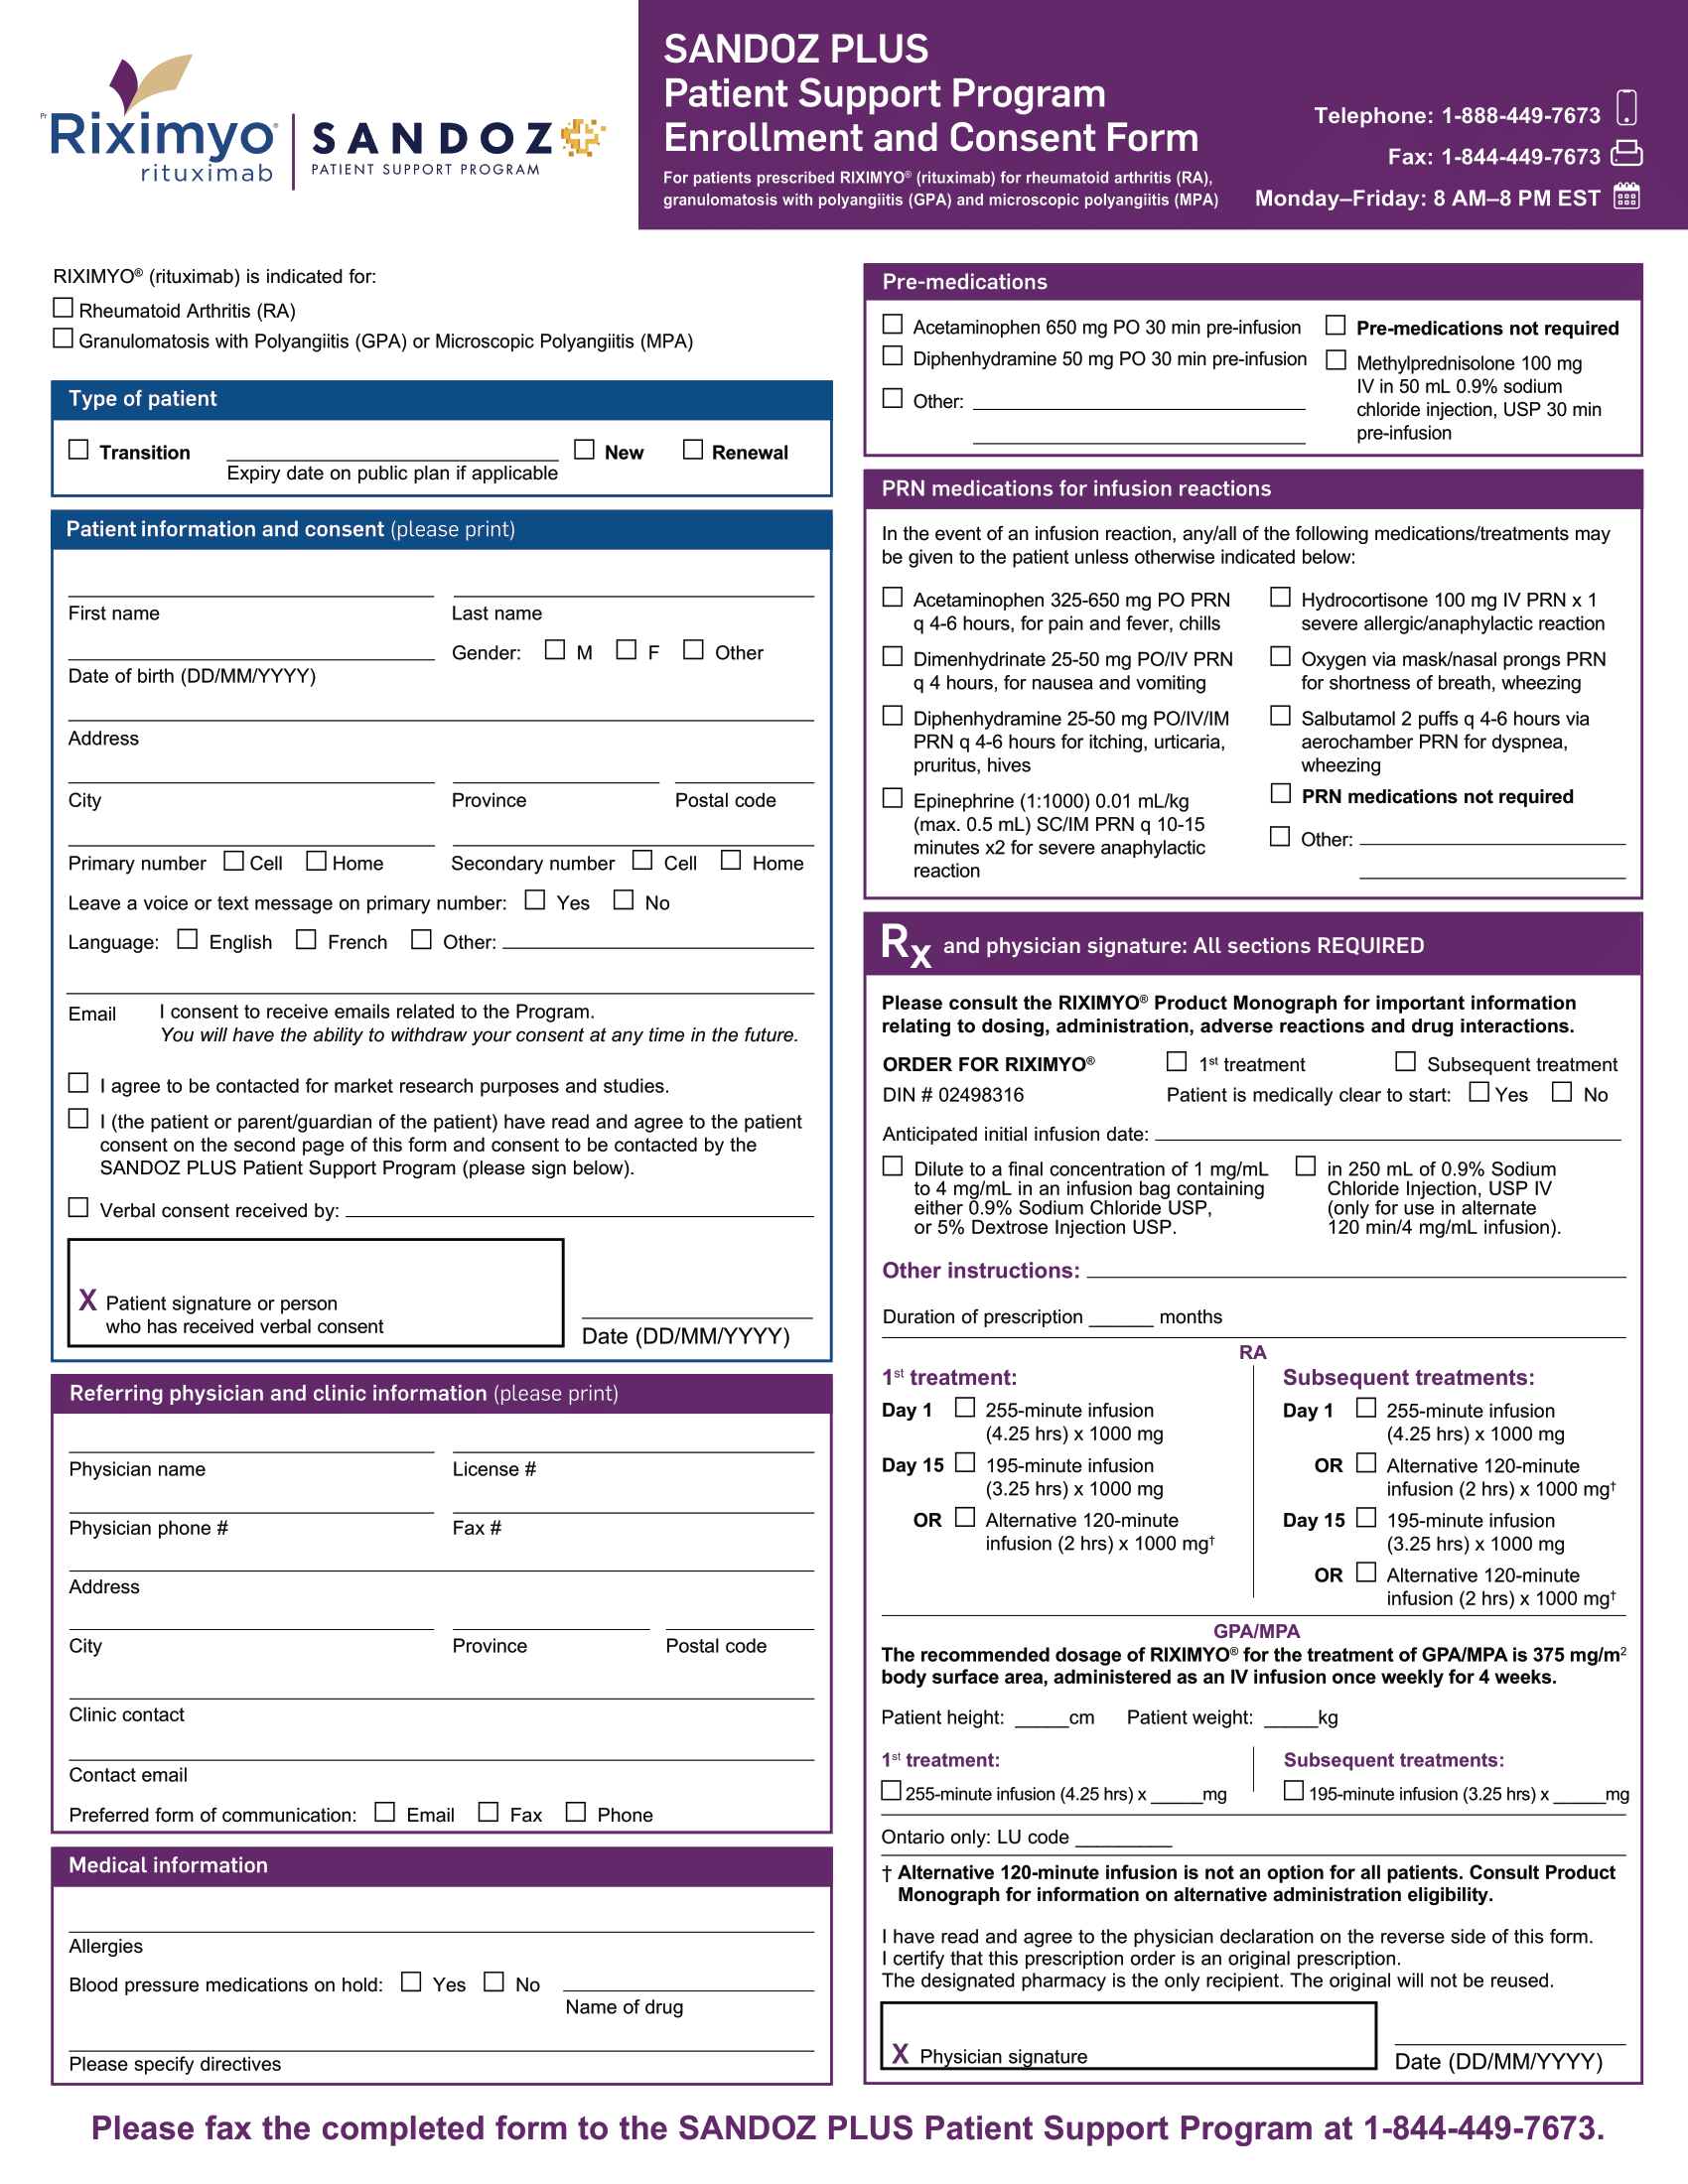 Pr Riximyo®
rituximab
SANDOZ
PATIENT SUPPORT PROGRAM
SANDOZ PLUS
Patient Support Program
Enrollment and Consent Form
For patients prescribed RIXIMYO® (rituximab) for rheumatoid arthritis (RA),
granulomatosis with polyangiitis (GPA) and microscopic polyangiitis (MPA)
Telephone: 1-888-449-7673
Fax: 1-844-449-7673
Monday–Friday: 8 AM–8 PM EST
RIXIMYO® (rituximab) is indicated for:
Rheumatoid Arthritis (RA)
Granulomatosis with Polyangiitis (GPA) or Microscopic Polyangiitis (MPA)
Type of patient
Transition New Renewal
Expiry date on public plan if applicable
Patient information and consent (please print)
First name Last name
Gender: M F Other
Date of birth (DD/MM/YYYY)
Address
City Province Postal code
Primary number Cell Home Secondary number Cell Home
Leave a voice or text message on primary number: Yes No
Language: English French Other:
Email I consent to receive emails related to the Program.
You will have the ability to withdraw your consent at any time in the future.
I agree to be contacted for market research purposes and studies.
I (the patient or parent/guardian of the patient) have read and agree to the patient
consent on the second page of this form and consent to be contacted by the
SANDOZ PLUS Patient Support Program (please sign below).
Verbal consent received by:
X Patient signature or person
who has received verbal consent
Date (DD/MM/YYYY)
Referring physician and clinic information (please print)
Physician name License #
Physician phone # Fax #
Address
City Province Postal code
Clinic contact
Contact email
Preferred form of communication: Email Fax Phone
Medical information
Allergies
Blood pressure medications on hold: Yes No
Name of drug
Please specify directives
Pre-medications
Acetaminophen 650 mg PO 30 min pre-infusion
Diphenhydramine 50 mg PO 30 min pre-infusion
Other:
Pre-medications not required
Methylprednisolone 100 mg
IV in 50 mL 0.9% sodium
chloride injection, USP 30 min
pre-infusion
PRN medications for infusion reactions
In the event of an infusion reaction, any/all of the following medications/treatments may
be given to the patient unless otherwise indicated below:
Acetaminophen 325-650 mg PO PRN
q 4-6 hours, for pain and fever, chills
Dimenhydrinate 25-50 mg PO/IV PRN
q 4 hours, for nausea and vomiting
Diphenhydramine 25-50 mg PO/IV/IM
PRN q 4-6 hours for itching, urticaria,
pruritus, hives
Epinephrine (1:1000) 0.01 mL/kg
(max. 0.5 mL) SC/IM PRN q 10-15
minutes x2 for severe anaphylactic
reaction
Hydrocortisone 100 mg IV PRN x 1
severe allergic/anaphylactic reaction
Oxygen via mask/nasal prongs PRN
for shortness of breath, wheezing
Salbutamol 2 puffs q 4-6 hours via
aerochamber PRN for dyspnea,
wheezing
PRN medications not required
Other:
Rx and physician signature: All sections REQUIRED
Please consult the RIXIMYO® Product Monograph for important information
relating to dosing, administration, adverse reactions and drug interactions.
ORDER FOR RIXIMYO® 1st treatment Subsequent treatment
DIN # 02498316 Patient is medically clear to start: Yes No
Anticipated initial infusion date:
Dilute to a final concentration of 1 mg/mL
to 4 mg/mL in an infusion bag containing
either 0.9% Sodium Chloride USP,
or 5% Dextrose Injection USP.
in 250 mL of 0.9% Sodium
Chloride Injection, USP IV
(only for use in alternate
120 min/4 mg/mL infusion).
Other instructions:
Duration of prescription ______ months
RA
1st treatment:
Day 1 255-minute infusion
(4.25 hrs) x 1000 mg
Day 15 195-minute infusion
(3.25 hrs) x 1000 mg
OR Alternative 120-minute
infusion (2 hrs) x 1000 mg†
Subsequent treatments:
Day 1 255-minute infusion
(4.25 hrs) x 1000 mg
OR Alternative 120-minute
infusion (2 hrs) x 1000 mg†
Day 15 195-minute infusion
(3.25 hrs) x 1000 mg
OR Alternative 120-minute
infusion (2 hrs) x 1000 mg†
GPA/MPA
The recommended dosage of RIXIMYO® for the treatment of GPA/MPA is 375 mg/m²
body surface area, administered as an IV infusion once weekly for 4 weeks.
Patient height: _____cm Patient weight: _____kg
1st treatment: Subsequent treatments:
255-minute infusion (4.25 hrs) x _____mg 195-minute infusion (3.25 hrs) x _____mg
Ontario only: LU code _________
† Alternative 120-minute infusion is not an option for all patients. Consult Product
Monograph for information on alternative administration eligibility.
I have read and agree to the physician declaration on the reverse side of this form.
I certify that this prescription order is an original prescription.
The designated pharmacy is the only recipient. The original will not be reused.
X Physician signature
Date (DD/MM/YYYY)
Please fax the completed form to the SANDOZ PLUS Patient Support Program at 1-844-449-7673.